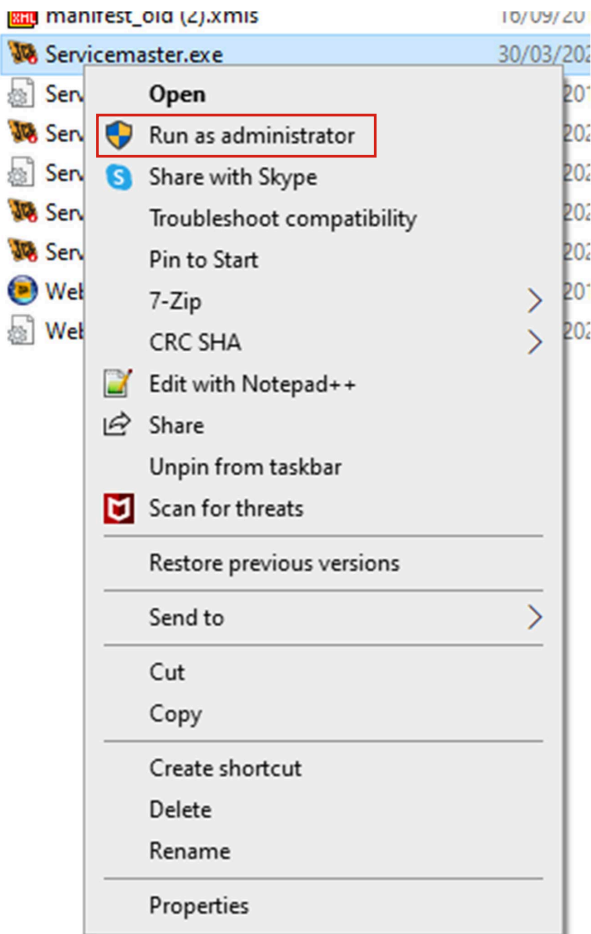 manifest_old (2).xmls 16/09/201
Servicemaster.exe 30/03/202
Open
Run as administrator
Share with Skype
Troubleshoot compatibility
Pin to Start
7-Zip
CRC SHA
Edit with Notepad++
Share
Unpin from taskbar
Scan for threats
Restore previous versions
Send to
Cut
Copy
Create shortcut
Delete
Rename
Properties